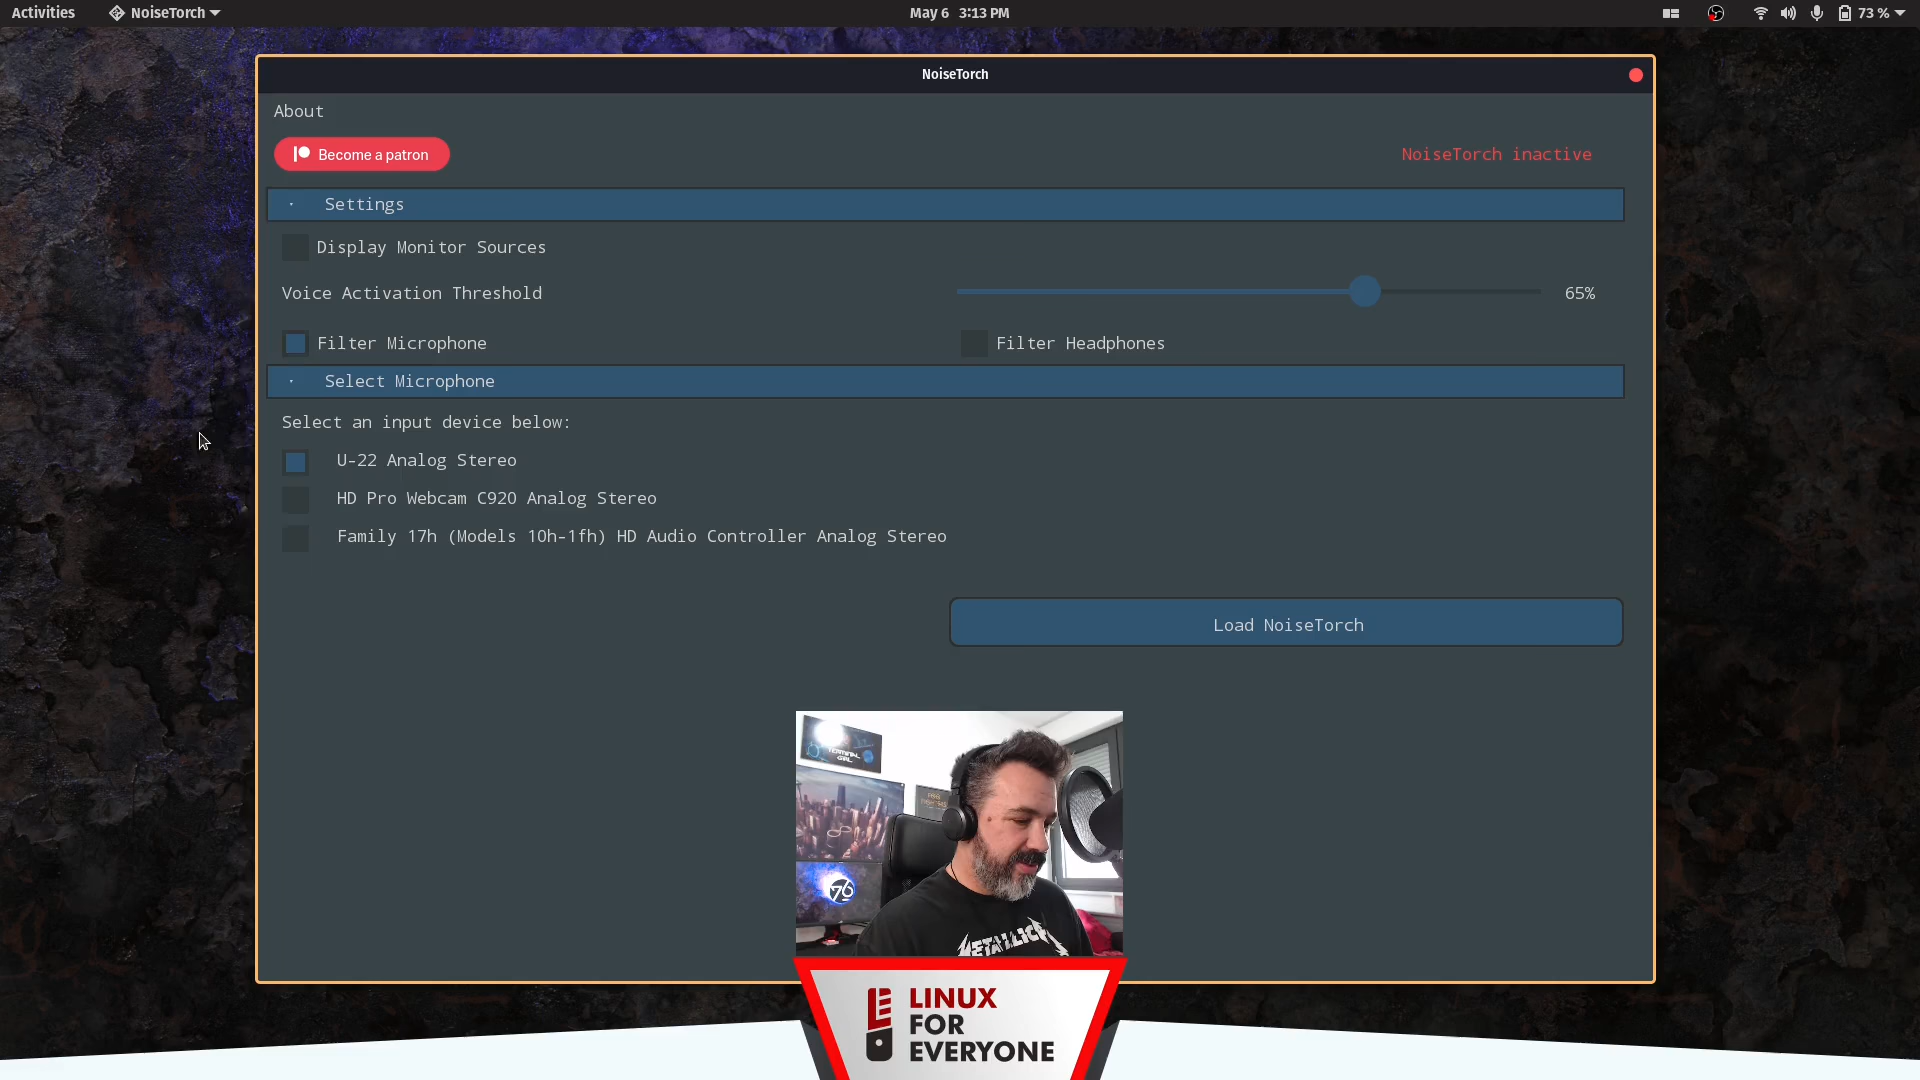 Activities
NoiseTorch
May 6 3:13 PM
73 %
NoiseTorch
About
Become a patron
NoiseTorch inactive
Settings
Display Monitor Sources
Voice Activation Threshold
65%
Filter Microphone
Filter Headphones
Select Microphone
Select an input device below:
U-22 Analog Stereo
HD Pro Webcam C920 Analog Stereo
Family 17h (Models 10h-1fh) HD Audio Controller Analog Stereo
Load NoiseTorch
TERMINAL
76
METALLICA
LINUX
FOR
EVERYONE